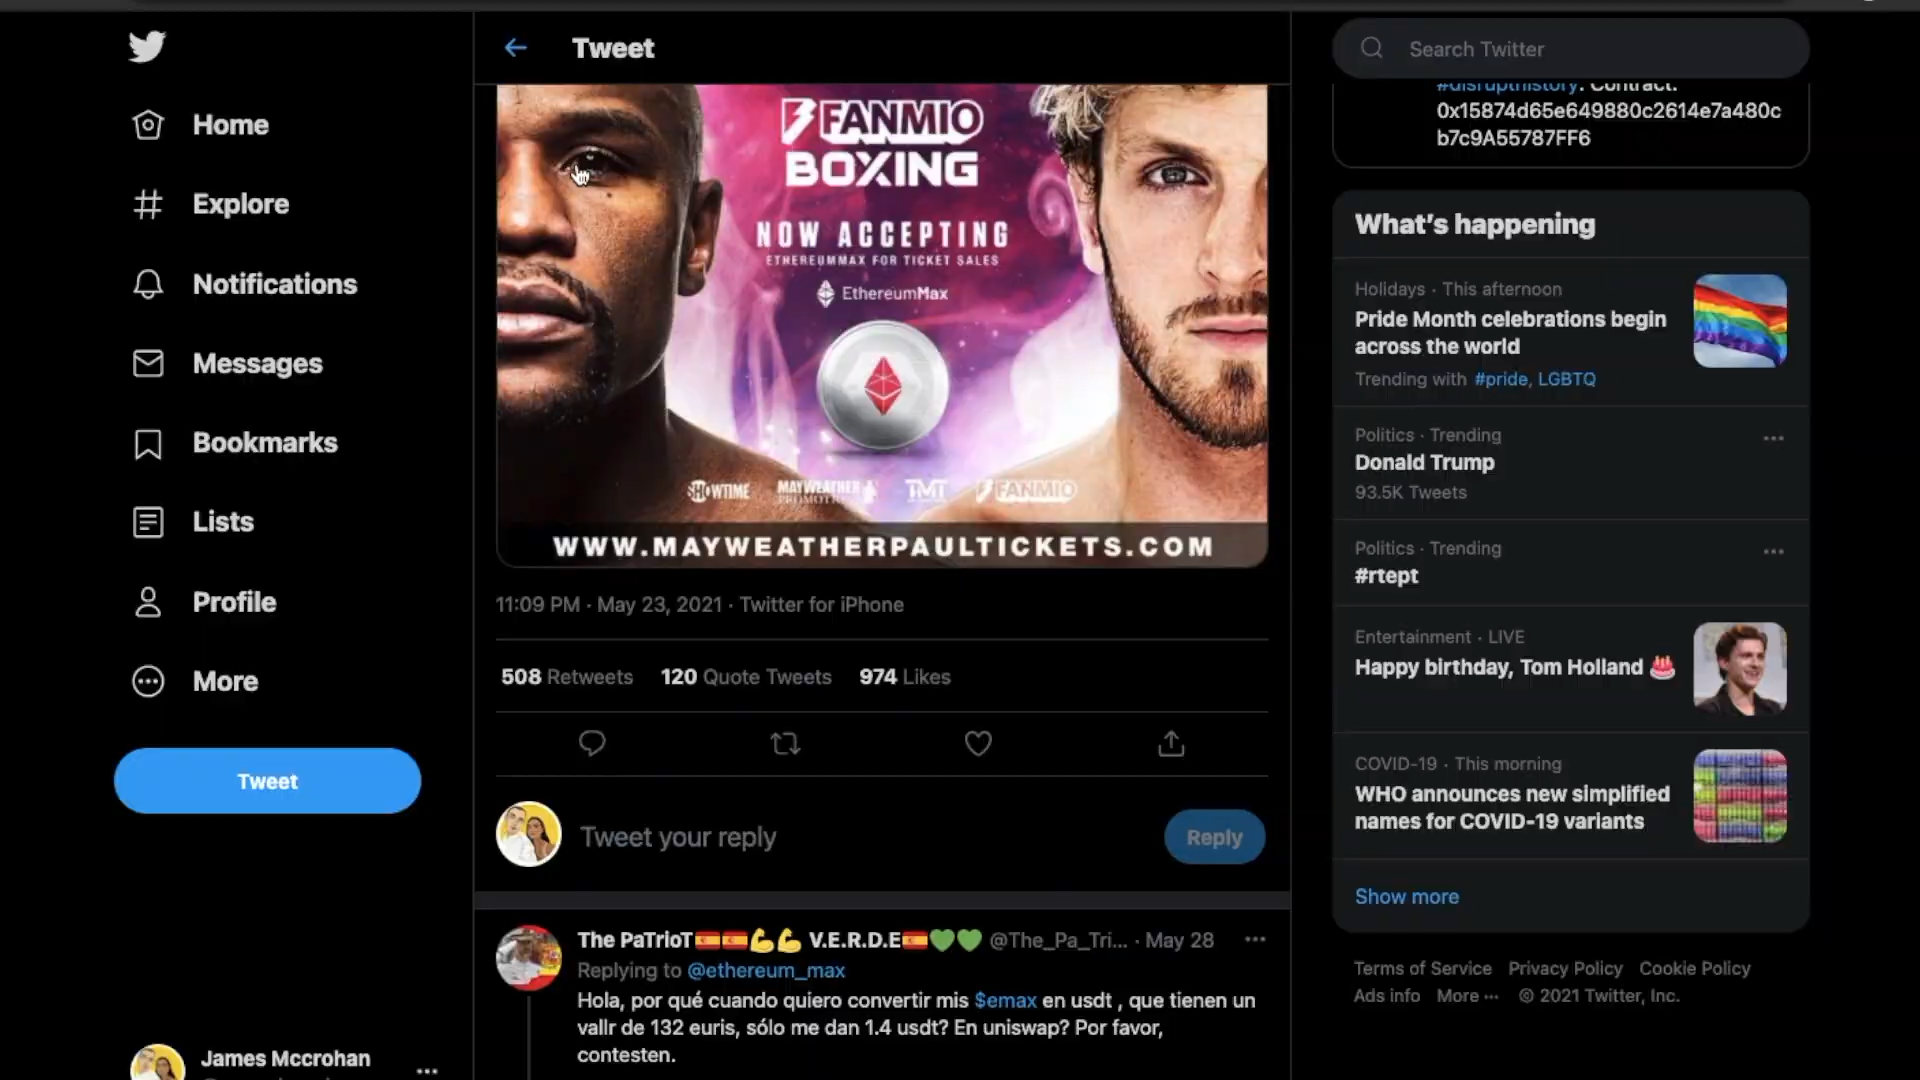 Home
Explore
Notifications
Messages
Bookmarks
Lists
Profile
More
Tweet
James Mccrohan
Tweet
FANMIO
BOXING
NOW ACCEPTING
ETHEREUMMAX FOR TICKET SALES
EthereumMax
SHOWTIME MAYWEATHER PROMOTIONS TMT FANMIO
WWW.MAYWEATHERPAULTICKETS.COM
11:09 PM · May 23, 2021 · Twitter for iPhone
508 Retweets 120 Quote Tweets 974 Likes
Tweet your reply
Reply
The PaTrioT🇪🇸🇪🇸💪💪 V.E.R.D.E🇪🇸💚💚 @The_Pa_Tri... · May 28
Replying to @ethereum_max
Hola, por qué cuando quiero convertir mis $emax en usdt , que tienen un
vallr de 132 euris, sólo me dan 1.4 usdt? En uniswap? Por favor,
contesten.
Search Twitter
#disrupthistory. Contract:
0x15874d65e649880c2614e7a480c
b7c9A55787FF6
What's happening
Holidays · This afternoon
Pride Month celebrations begin
across the world
Trending with #pride, LGBTQ
Politics · Trending
Donald Trump
93.5K Tweets
Politics · Trending
#rtept
Entertainment · LIVE
Happy birthday, Tom Holland 🎂
COVID-19 · This morning
WHO announces new simplified
names for COVID-19 variants
Show more
Terms of Service Privacy Policy Cookie Policy
Ads info More ··· © 2021 Twitter, Inc.